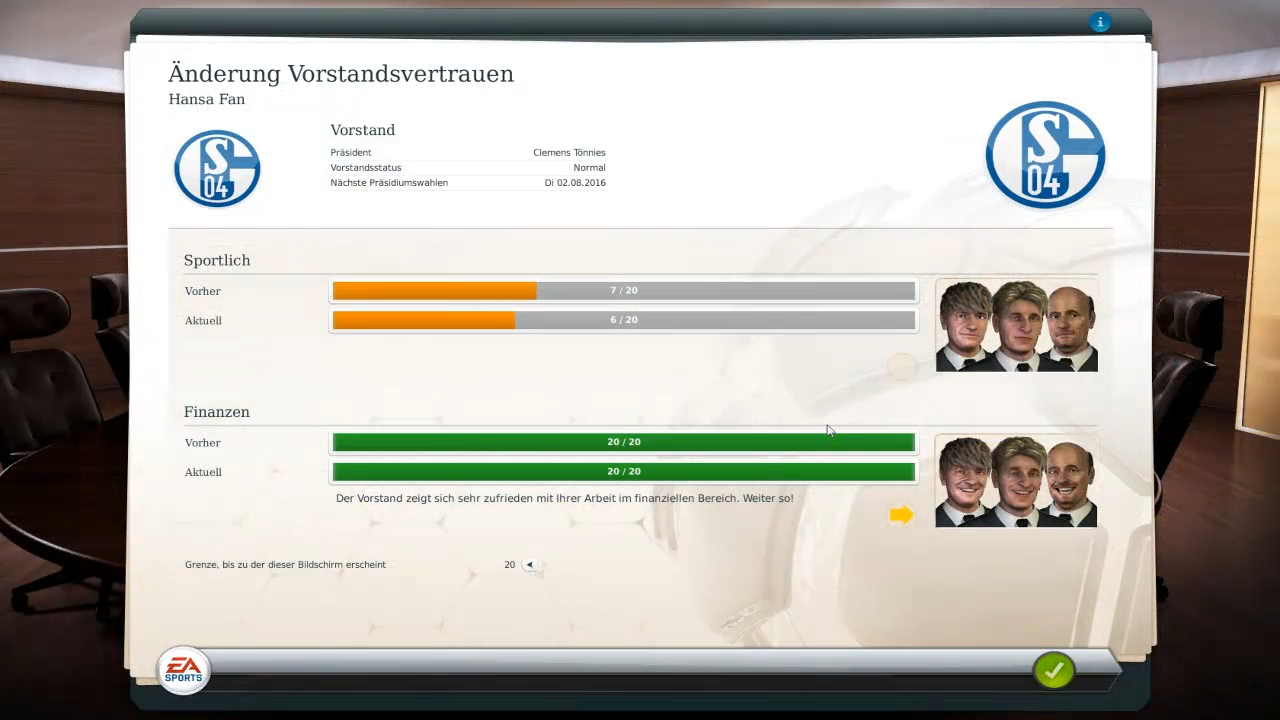 i
Änderung Vorstandsvertrauen
Hansa Fan
Vorstand
Präsident Clemens Tönnies
Vorstandsstatus Normal
Nächste Präsidiumswahlen Di 02.08.2016
S 04
S 04
Sportlich
Vorher 7 / 20
Aktuell 6 / 20
Finanzen
Vorher 20 / 20
Aktuell 20 / 20
Der Vorstand zeigt sich sehr zufrieden mit Ihrer Arbeit im finanziellen Bereich. Weiter so!
Grenze, bis zu der dieser Bildschirm erscheint 20
EA
SPORTS